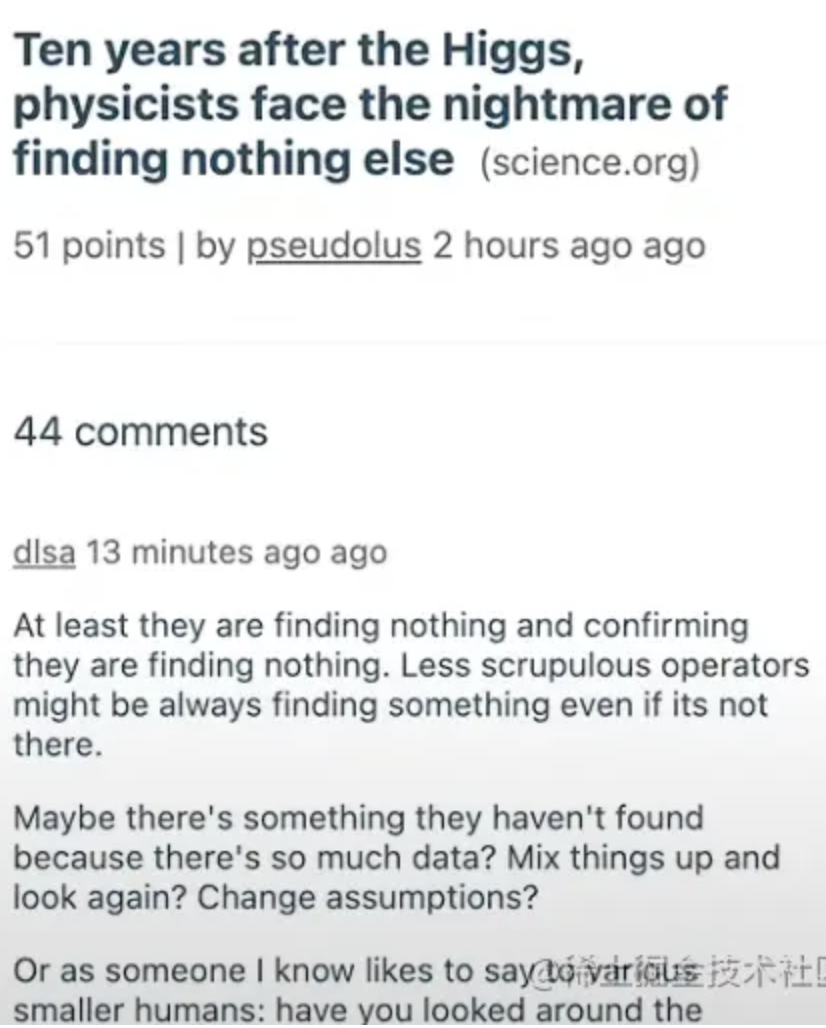 Ten years after the Higgs,
physicists face the nightmare of
finding nothing else (science.org)
51 points | by pseudolus 2 hours ago ago
44 comments
dlsa 13 minutes ago ago
At least they are finding nothing and confirming
they are finding nothing. Less scrupulous operators
might be always finding something even if its not
there.
Maybe there's something they haven't found
because there's so much data? Mix things up and
look again? Change assumptions?
Or as someone I know likes to say to various
@稀土掘金技术社区
smaller humans: have you looked around the